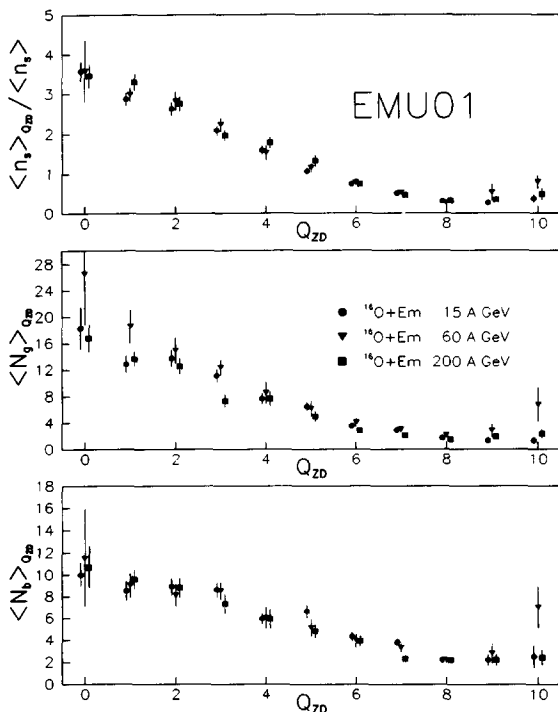 5
4
3
2
1
0
<nₛ>Q_ZD / <nₛ>
EMU01
0 2 4 6 8 10
Q_ZD
28
24
20
16
12
8
4
0
<N_g>Q_ZD
¹⁶O+Em 15 A GeV
¹⁶O+Em 60 A GeV
¹⁶O+Em 200 A GeV
0 2 4 6 8 10
Q_ZD
18
16
14
12
10
8
6
4
2
0
<N_b>Q_ZD
0 2 4 6 8 10
Q_ZD